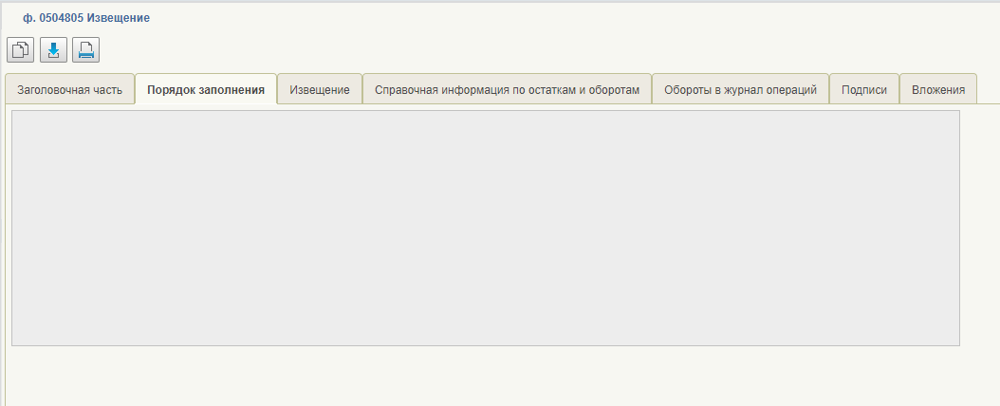 ф. 0504805 Извещение
Заголовочная часть Порядок заполнения Извещение Справочная информация по остаткам и оборотам Обороты в журнал операций Подписи Вложения